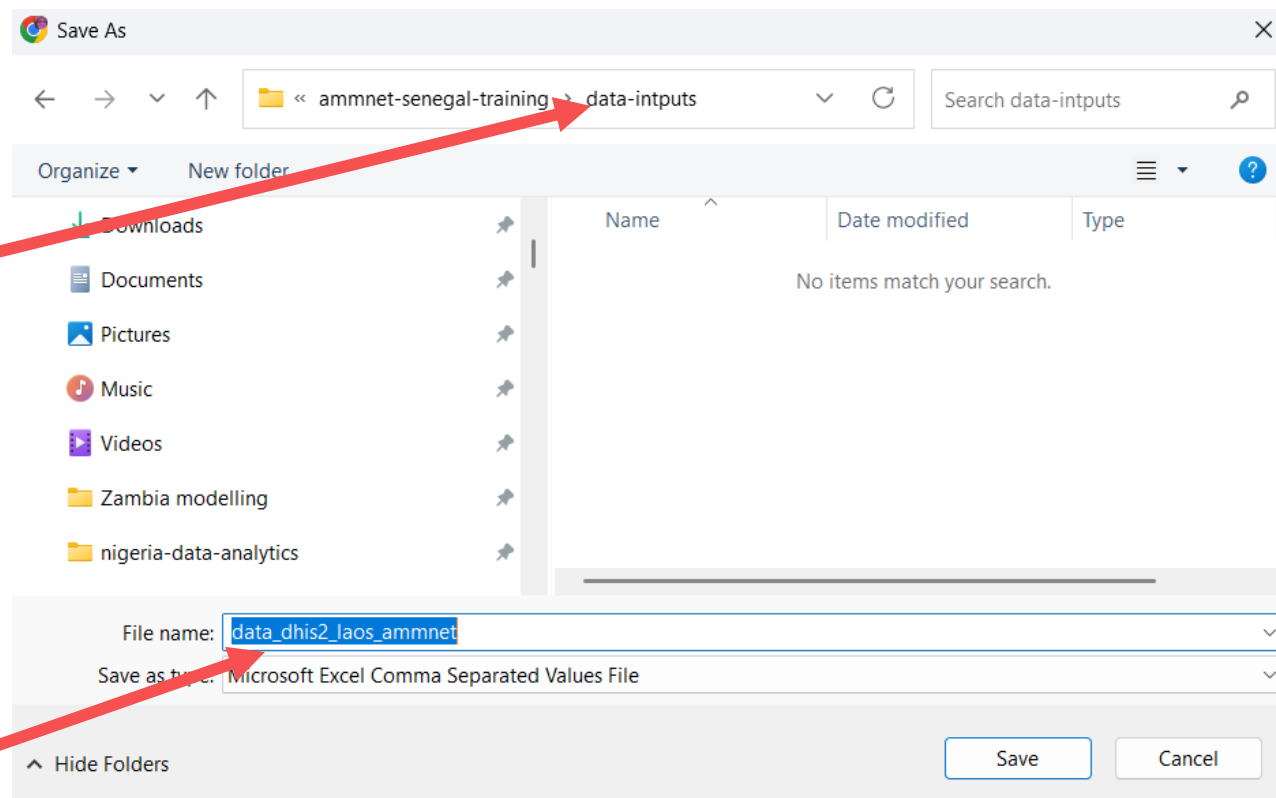 Save As
« ammnet-senegal-training › data-intputs
Search data-intputs
Organize
New folder
Name
Date modified
Type
Downloads
No items match your search.
Documents
Pictures
Music
Videos
Zambia modelling
nigeria-data-analytics
File name: data_dhis2_laos_ammnet
Save as type: Microsoft Excel Comma Separated Values File
Hide Folders
Save
Cancel